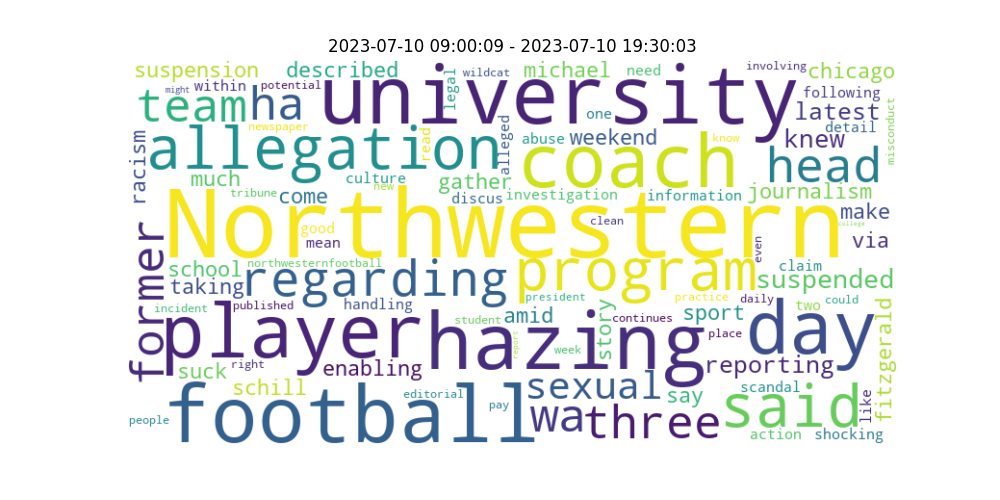 2023-07-10 09:00:09 - 2023-07-10 19:30:03
suspension described wildcat michael need involving chicago
might within potential legal university following
team ha one latest
newspaper read alleged abuse weekend know knew detail misconduct
racism allegation coach head
much culture gather journalism
tribune come new discus investigation information make
Northwestern college
good mean clean even via
school northwesternfootball program claim
taking regarding suspended
former incident published handling president practice daily two could
player student amid hazing continues story sport place day fitzgerald
suck right enabling report week reporting
schill editorial sexual say scandal like
people football pay wa three said
action shocking